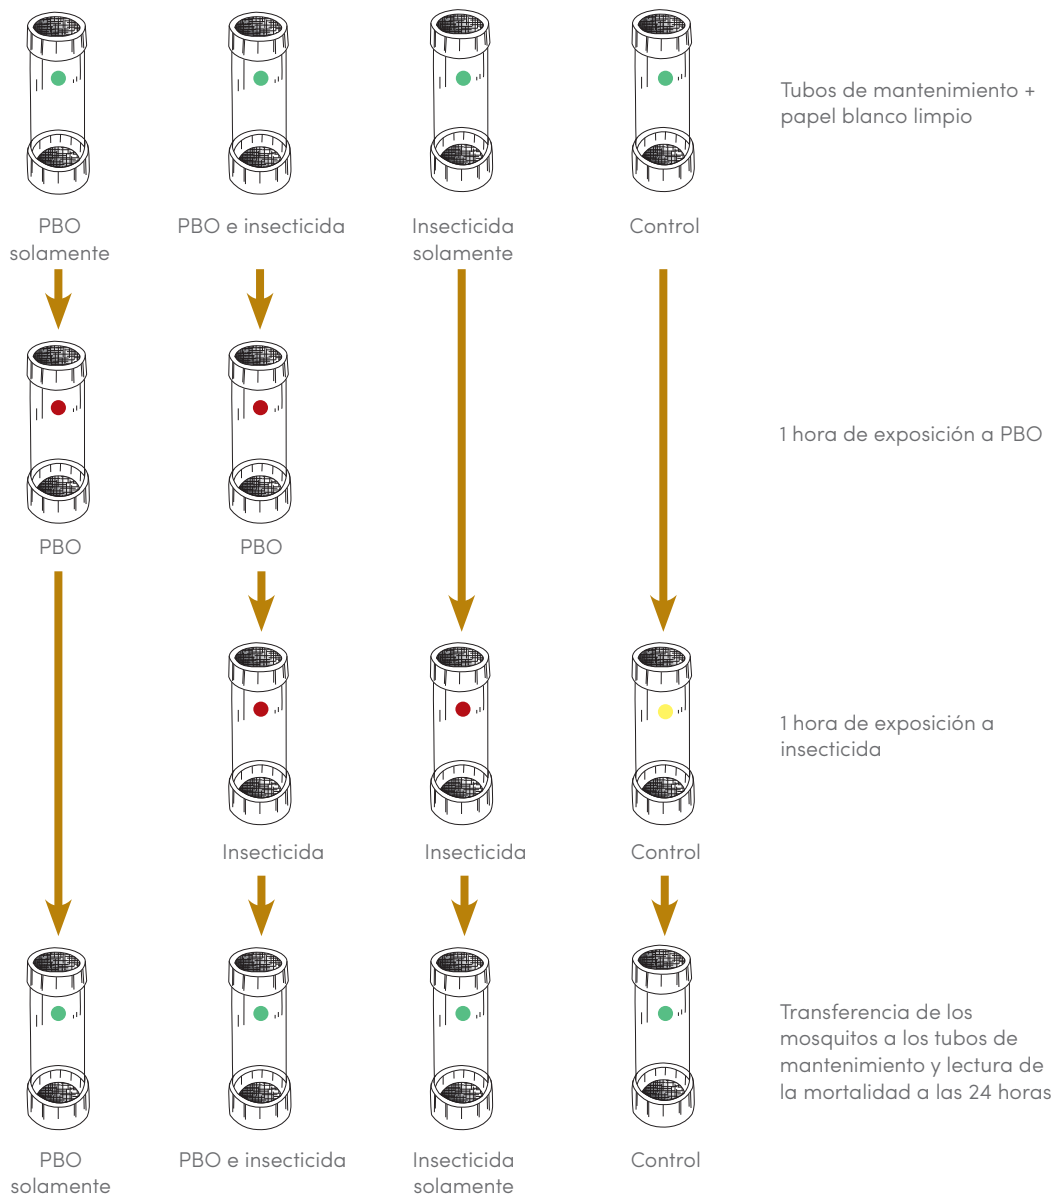 Tubos de mantenimiento +
papel blanco limpio
PBO
solamente
PBO e insecticida
Insecticida
solamente
Control
1 hora de exposición a PBO
PBO
PBO
1 hora de exposición a
insecticida
Insecticida
Insecticida
Control
Transferencia de los
mosquitos a los tubos de
mantenimiento y lectura de
la mortalidad a las 24 horas
PBO
solamente
PBO e insecticida
Insecticida
solamente
Control